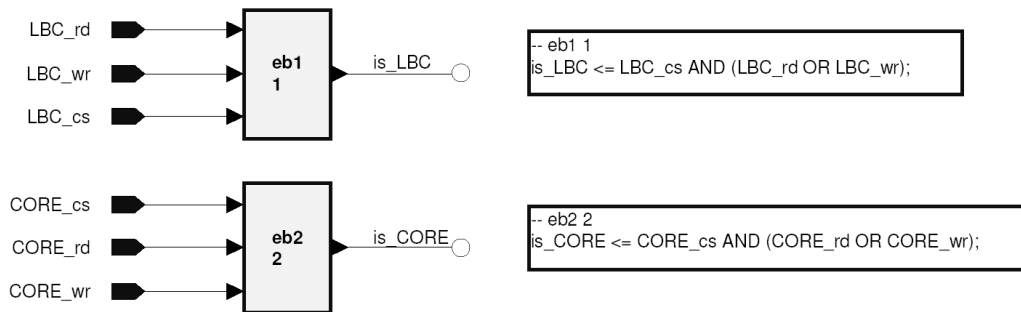 LBC_rd
LBC_wr
LBC_cs
eb1
1
is_LBC
-- eb1 1
is_LBC <= LBC_cs AND (LBC_rd OR LBC_wr);
CORE_cs
CORE_rd
CORE_wr
eb2
2
is_CORE
-- eb2 2
is_CORE <= CORE_cs AND (CORE_rd OR CORE_wr);